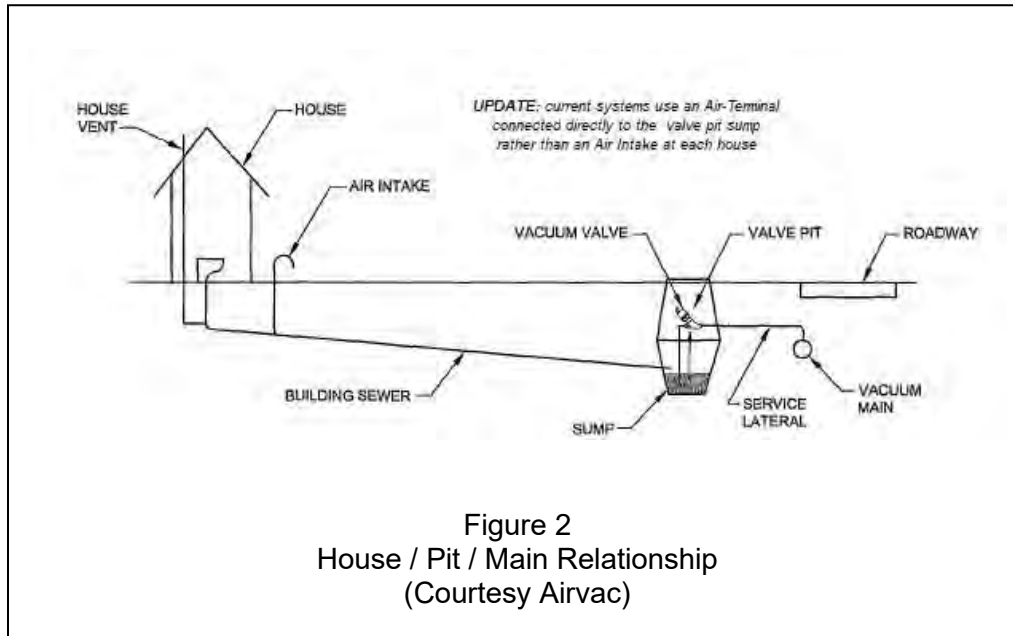 HOUSE
VENT
HOUSE
UPDATE: current systems use an Air-Terminal
connected directly to the valve pit sump
rather than an Air Intake at each house
AIR INTAKE
VACUUM VALVE
VALVE PIT
ROADWAY
BUILDING SEWER
SUMP
SERVICE
LATERAL
VACUUM
MAIN
Figure 2
House / Pit / Main Relationship
(Courtesy Airvac)